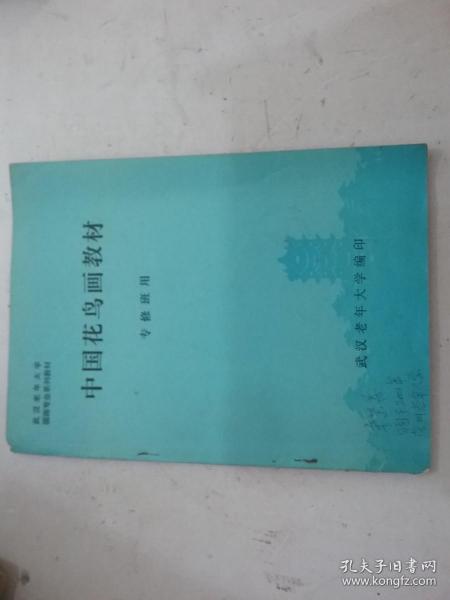 武汉老年大学
国画专业系列教材
中国花鸟画教材
专修班用
武汉老年大学编印
孔夫子旧书网
www.kongfz.com